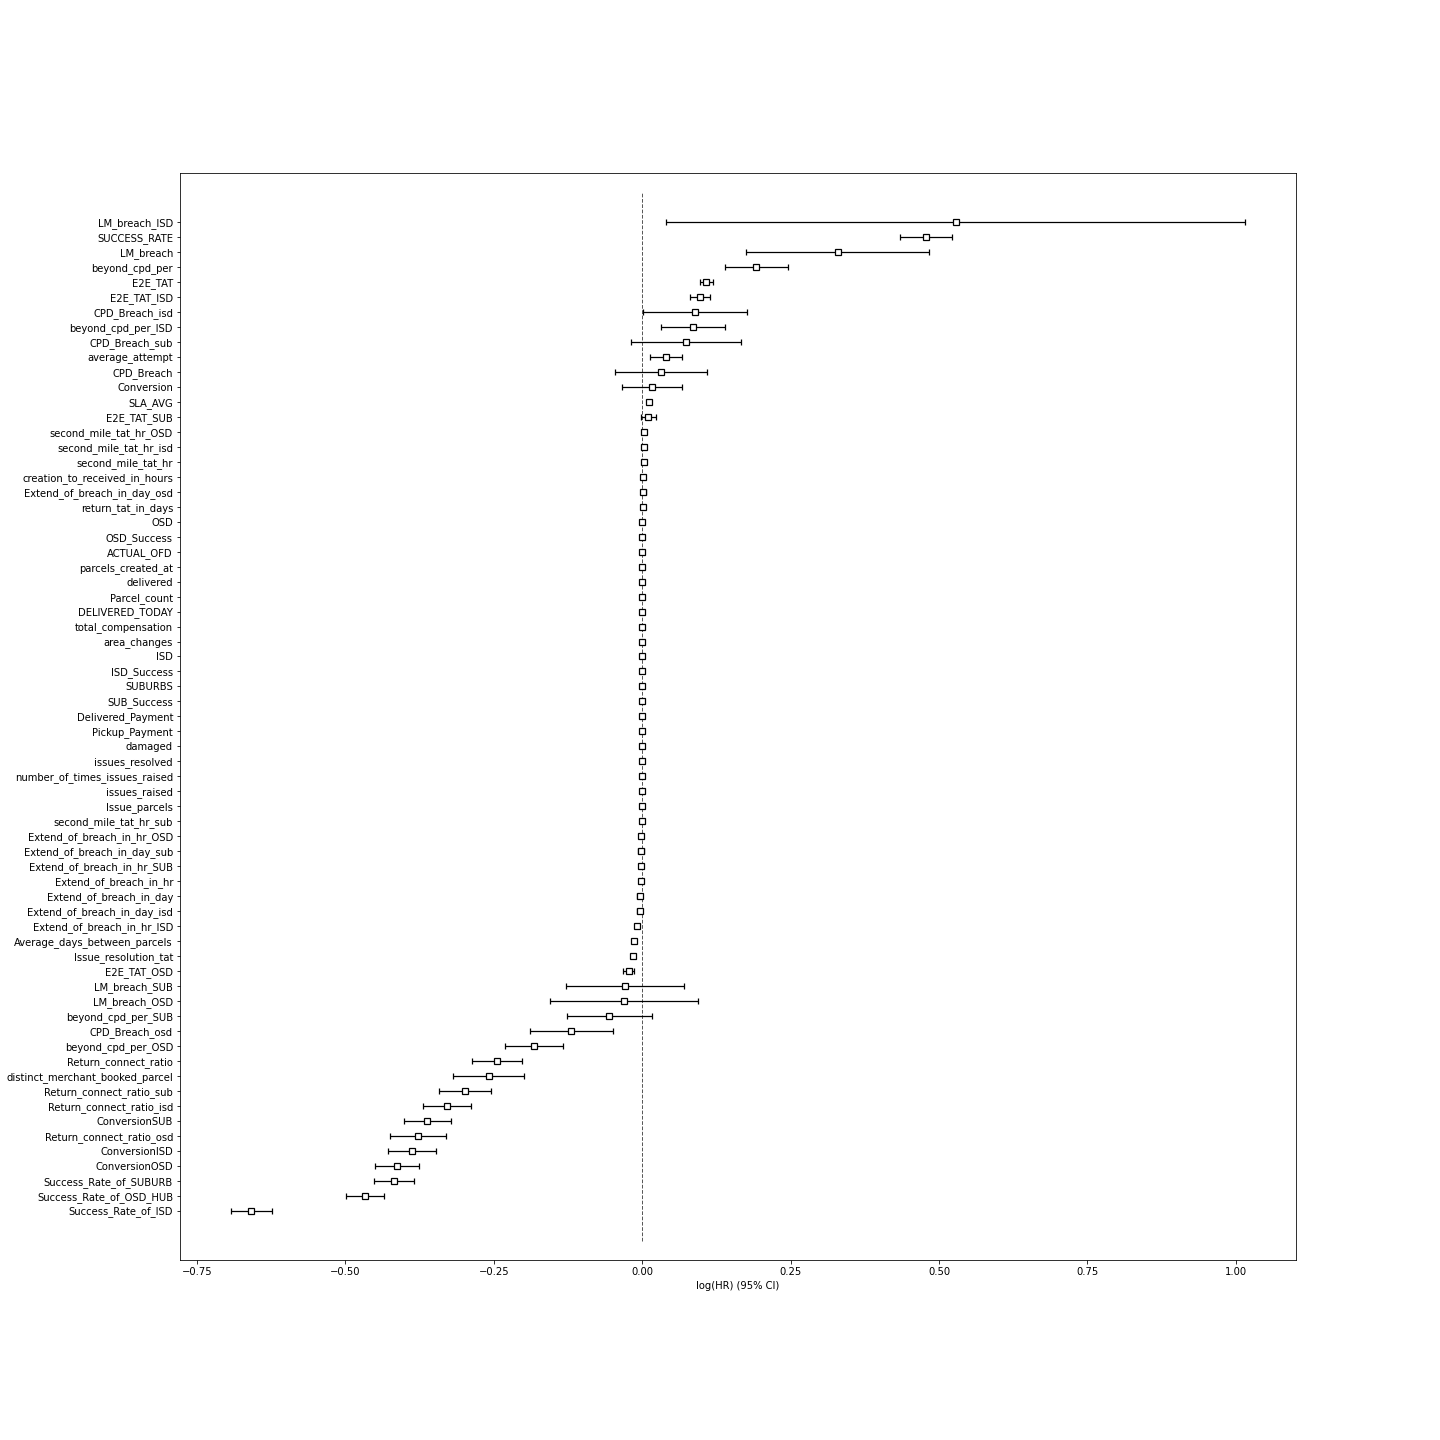 LM_breach_ISD
SUCCESS_RATE
LM_breach
beyond_cpd_per
E2E_TAT
E2E_TAT_ISD
CPD_Breach_isd
beyond_cpd_per_ISD
CPD_Breach_sub
average_attempt
CPD_Breach
Conversion
SLA_AVG
E2E_TAT_SUB
second_mile_tat_hr_OSD
second_mile_tat_hr_isd
second_mile_tat_hr
creation_to_received_in_hours
Extend_of_breach_in_day_osd
return_tat_in_days
OSD
OSD_Success
ACTUAL_OFD
parcels_created_at
delivered
Parcel_count
DELIVERED_TODAY
total_compensation
area_changes
ISD
ISD_Success
SUBURBS
SUB_Success
Delivered_Payment
Pickup_Payment
damaged
issues_resolved
number_of_times_issues_raised
issues_raised
Issue_parcels
second_mile_tat_hr_sub
Extend_of_breach_in_hr_OSD
Extend_of_breach_in_day_sub
Extend_of_breach_in_hr_SUB
Extend_of_breach_in_hr
Extend_of_breach_in_day
Extend_of_breach_in_day_isd
Extend_of_breach_in_hr_ISD
Average_days_between_parcels
Issue_resolution_tat
E2E_TAT_OSD
LM_breach_SUB
LM_breach_OSD
beyond_cpd_per_SUB
CPD_Breach_osd
beyond_cpd_per_OSD
Return_connect_ratio
distinct_merchant_booked_parcel
Return_connect_ratio_sub
Return_connect_ratio_isd
ConversionSUB
Return_connect_ratio_osd
ConversionISD
ConversionOSD
Success_Rate_of_SUBURB
Success_Rate_of_OSD_HUB
Success_Rate_of_ISD
−0.75 −0.50 −0.25 0.00 0.25 0.50 0.75 1.00
log(HR) (95% CI)